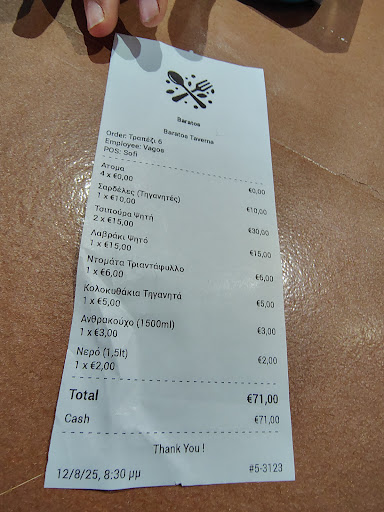 Baratos
Baratos Taverna
Order: Τραπέζι 6
Employee: Vagos
POS: Sofi
Άτομα
4 x €0,00 €0,00
Σαρδέλες (Τηγανητές)
1 x €10,00 €10,00
Τσιπούρα Ψητή
2 x €15,00 €30,00
Λαβράκι Ψητό
1 x €15,00 €15,00
Ντομάτα Τριαντάφυλλο
1 x €6,00 €6,00
Κολοκυθάκια Τηγανητά
1 x €5,00 €5,00
Ανθρακούχο (1500ml)
1 x €3,00 €3,00
Νερό (1,5lt)
1 x €2,00 €2,00
Total €71,00
Cash €71,00
Thank You !
12/8/25, 8:30 μμ #5-3123